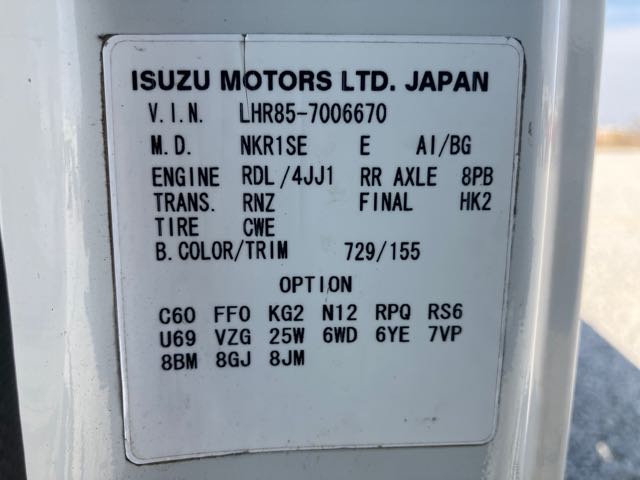 ISUZU MOTORS LTD. JAPAN
V.I.N. LHR85-7006670
M.D. NKR1SE E AI/BG
ENGINE RDL/4JJ1 RR AXLE 8PB
TRANS. RNZ FINAL HK2
TIRE CWE
B.COLOR/TRIM 729/155
OPTION
C60 FF0 KG2 N12 RPQ RS6
U69 VZG 25W 6WD 6YE 7VP
8BM 8GJ 8JM